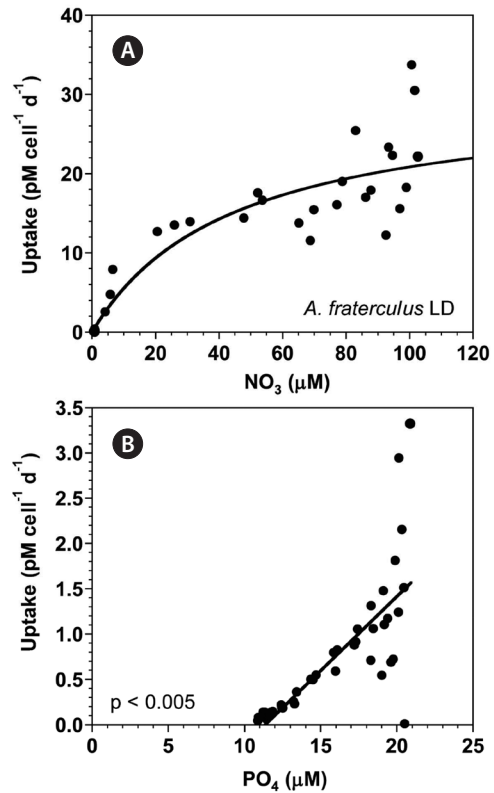 A
40
30
20
10
0
Uptake (pM cell⁻¹ d⁻¹)
A. fraterculus LD
0 20 40 60 80 100 120
NO₃ (µM)
B
3.5
3.0
2.5
2.0
1.5
1.0
0.5
0.0
Uptake (pM cell⁻¹ d⁻¹)
p < 0.005
0 5 10 15 20 25
PO₄ (µM)